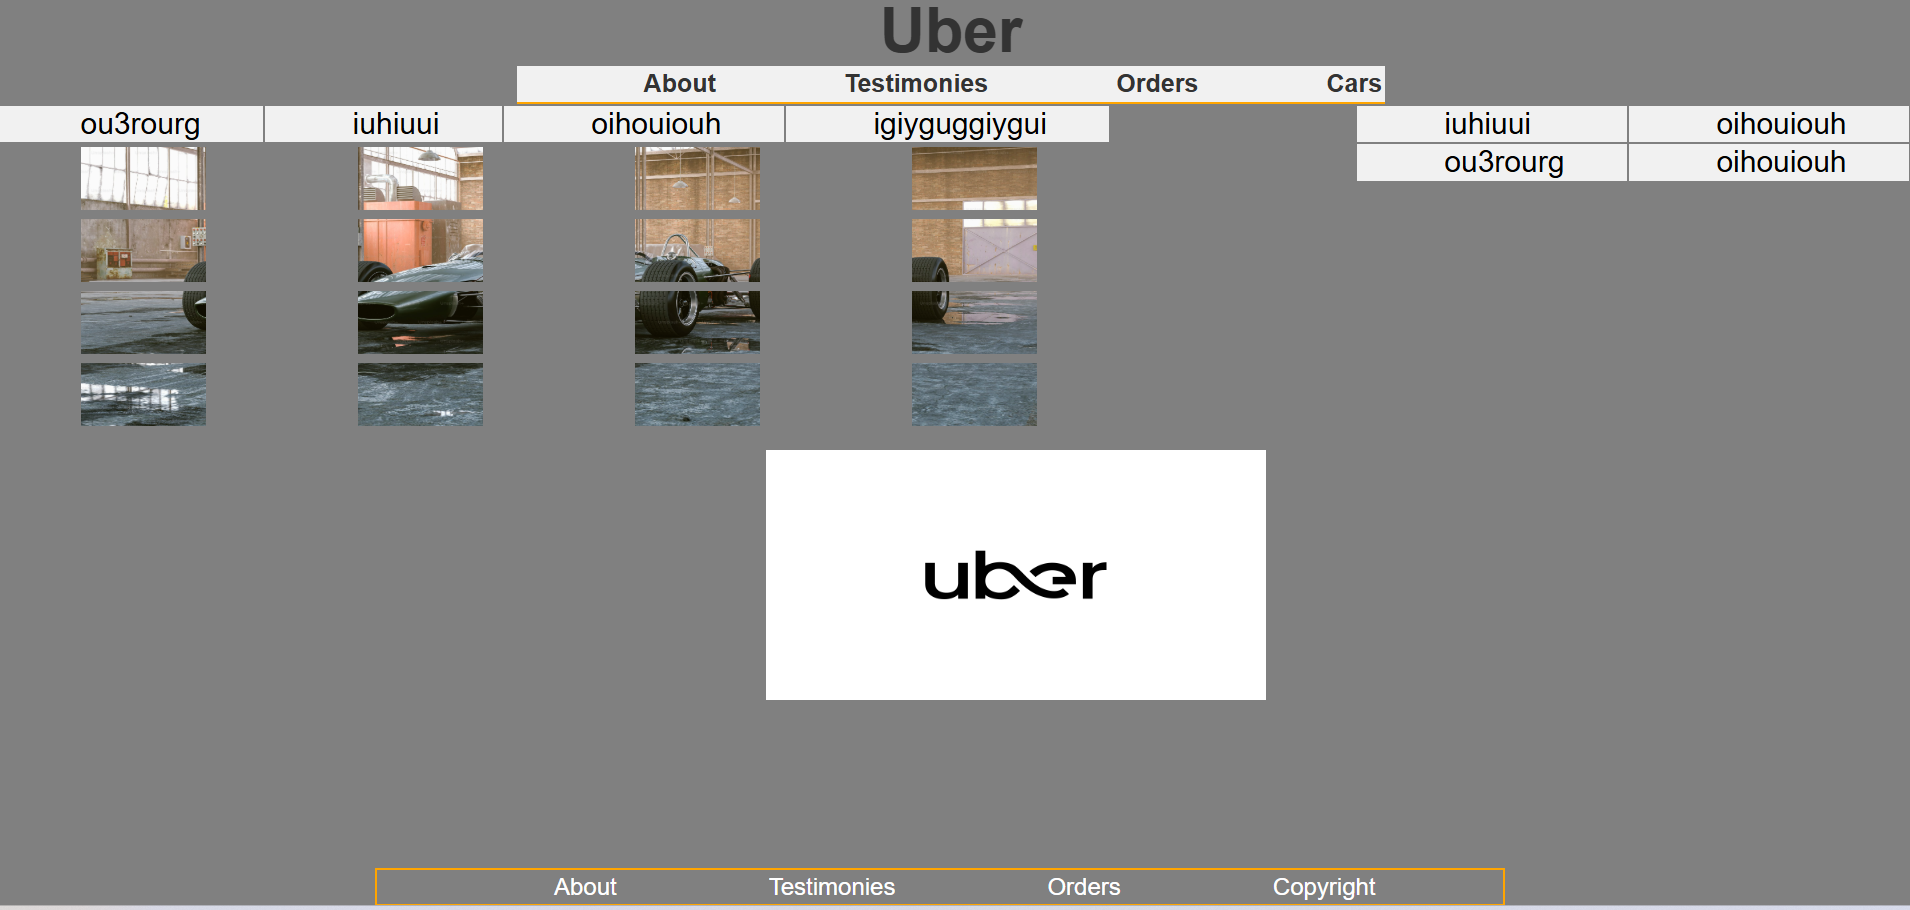 Uber
About Testimonies Orders Cars
ou3rourg iuhiuui oihouiouh igiyguggiygui iuhiuui oihouiouh
ou3rourg oihouiouh
uber
About Testimonies Orders Copyright